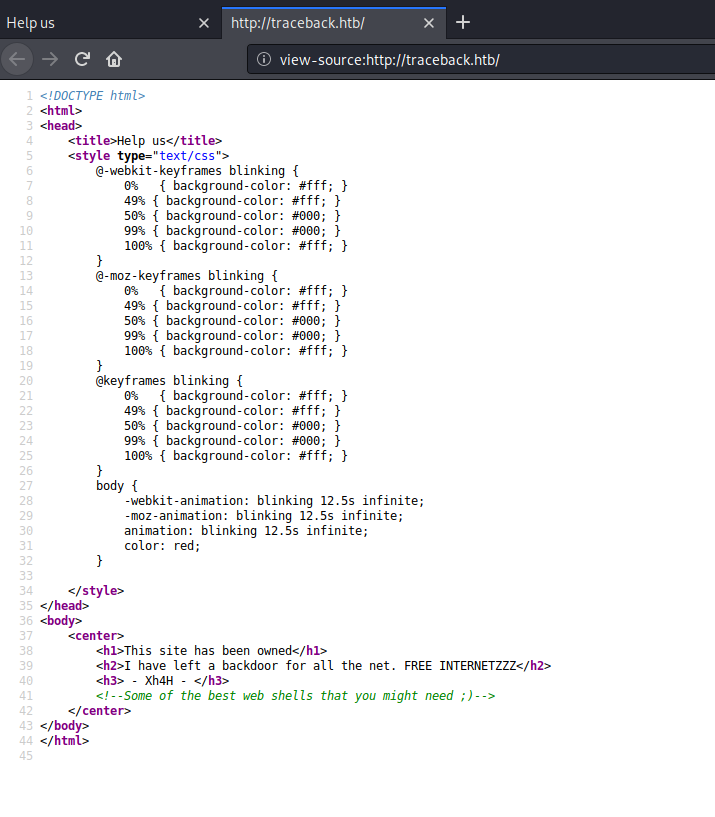 Help us
http://traceback.htb/
view-source:http://traceback.htb/
1 <!DOCTYPE html>
2 <html>
3 <head>
4     <title>Help us</title>
5     <style type="text/css">
6         @-webkit-keyframes blinking {
7             0%   { background-color: #fff; }
8             49% { background-color: #fff; }
9             50% { background-color: #000; }
10             99% { background-color: #000; }
11             100% { background-color: #fff; }
12         }
13         @-moz-keyframes blinking {
14             0%   { background-color: #fff; }
15             49% { background-color: #fff; }
16             50% { background-color: #000; }
17             99% { background-color: #000; }
18             100% { background-color: #fff; }
19         }
20         @keyframes blinking {
21             0%   { background-color: #fff; }
22             49% { background-color: #fff; }
23             50% { background-color: #000; }
24             99% { background-color: #000; }
25             100% { background-color: #fff; }
26         }
27         body {
28             -webkit-animation: blinking 12.5s infinite;
29             -moz-animation: blinking 12.5s infinite;
30             animation: blinking 12.5s infinite;
31             color: red;
32         }
33
34     </style>
35 </head>
36 <body>
37     <center>
38         <h1>This site has been owned</h1>
39         <h2>I have left a backdoor for all the net. FREE INTERNETZZZ</h2>
40         <h3> - Xh4H - </h3>
41         <!--Some of the best web shells that you might need ;)-->
42     </center>
43 </body>
44 </html>
45